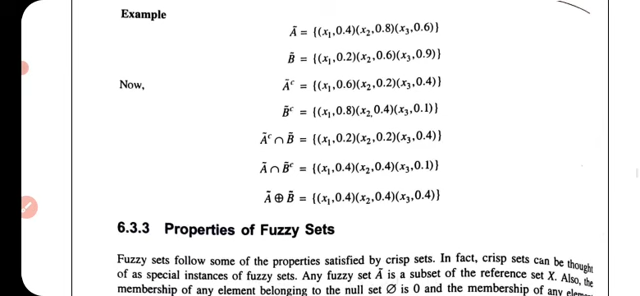 Example
Ã = {(x₁,0.4)(x₂,0.8)(x₃,0.6)}
B̃ = {(x₁,0.2)(x₂,0.6)(x₃,0.9)}
Now, Ãᶜ = {(x₁,0.6)(x₂,0.2)(x₃,0.4)}
B̃ᶜ = {(x₁,0.8)(x₂,0.4)(x₃,0.1)}
Ãᶜ ∩ B̃ = {(x₁,0.2)(x₂,0.2)(x₃,0.4)}
Ã ∩ B̃ᶜ = {(x₁,0.4)(x₂,0.4)(x₃,0.1)}
Ã ⊕ B̃ = {(x₁,0.4)(x₂,0.4)(x₃,0.4)}
6.3.3 Properties of Fuzzy Sets
Fuzzy sets follow some of the properties satisfied by crisp sets. In fact, crisp sets can be thought
of as special instances of fuzzy sets. Any fuzzy set Ã is a subset of the reference set X. Also, the
membership of any element belonging to the null set Ø is 0 and the membership of any